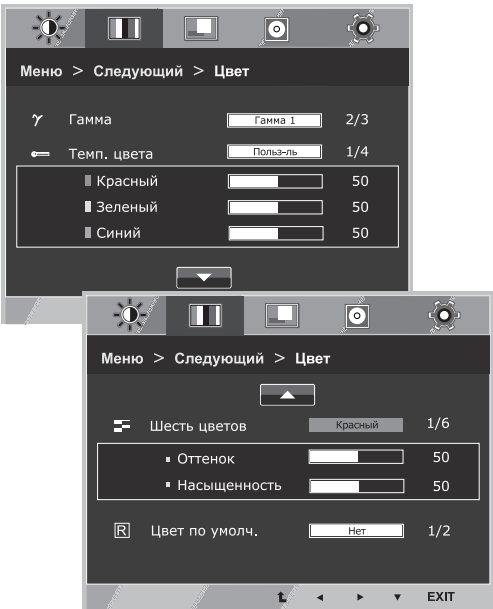 Меню > Следующий > Цвет
Гамма Гамма 1 2/3
Темп. цвета Польз-ль 1/4
Красный 50
Зеленый 50
Синий 50
Меню > Следующий > Цвет
Шесть цветов Красный 1/6
Оттенок 50
Насыщенность 50
R Цвет по умолч. Нет 1/2
EXIT